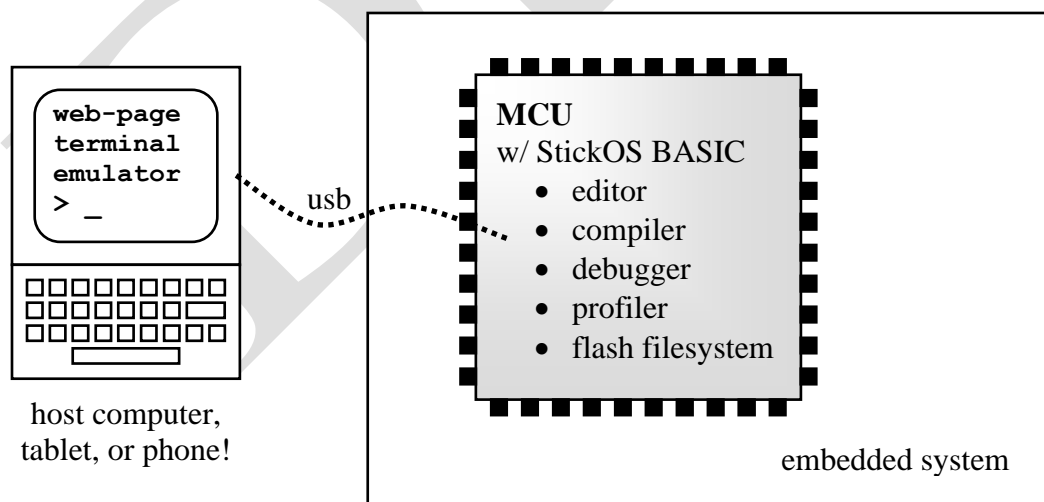 web-page
terminal
emulator
> _
usb
MCU
w/ StickOS BASIC
• editor
• compiler
• debugger
• profiler
• flash filesystem
host computer,
tablet, or phone!
embedded system